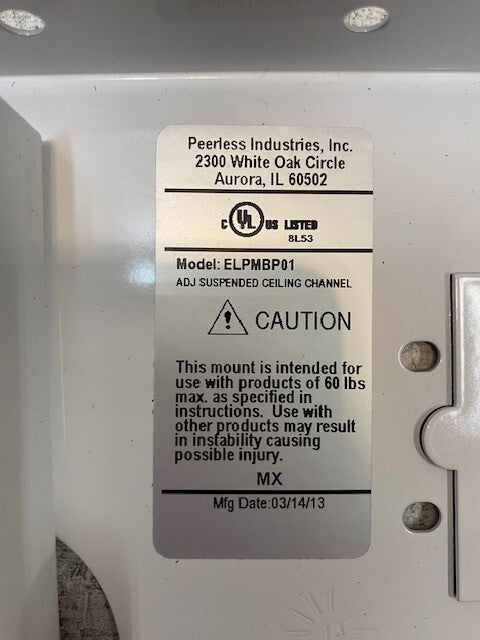 Peerless Industries, Inc.
2300 White Oak Circle
Aurora, IL 60502
C UL US LISTED
8L53
Model: ELPMBP01
ADJ SUSPENDED CEILING CHANNEL
! CAUTION
This mount is intended for
use with products of 60 lbs
max. as specified in
instructions. Use with
other products may result
in instability causing
possible injury.
MX
Mfg Date:03/14/13